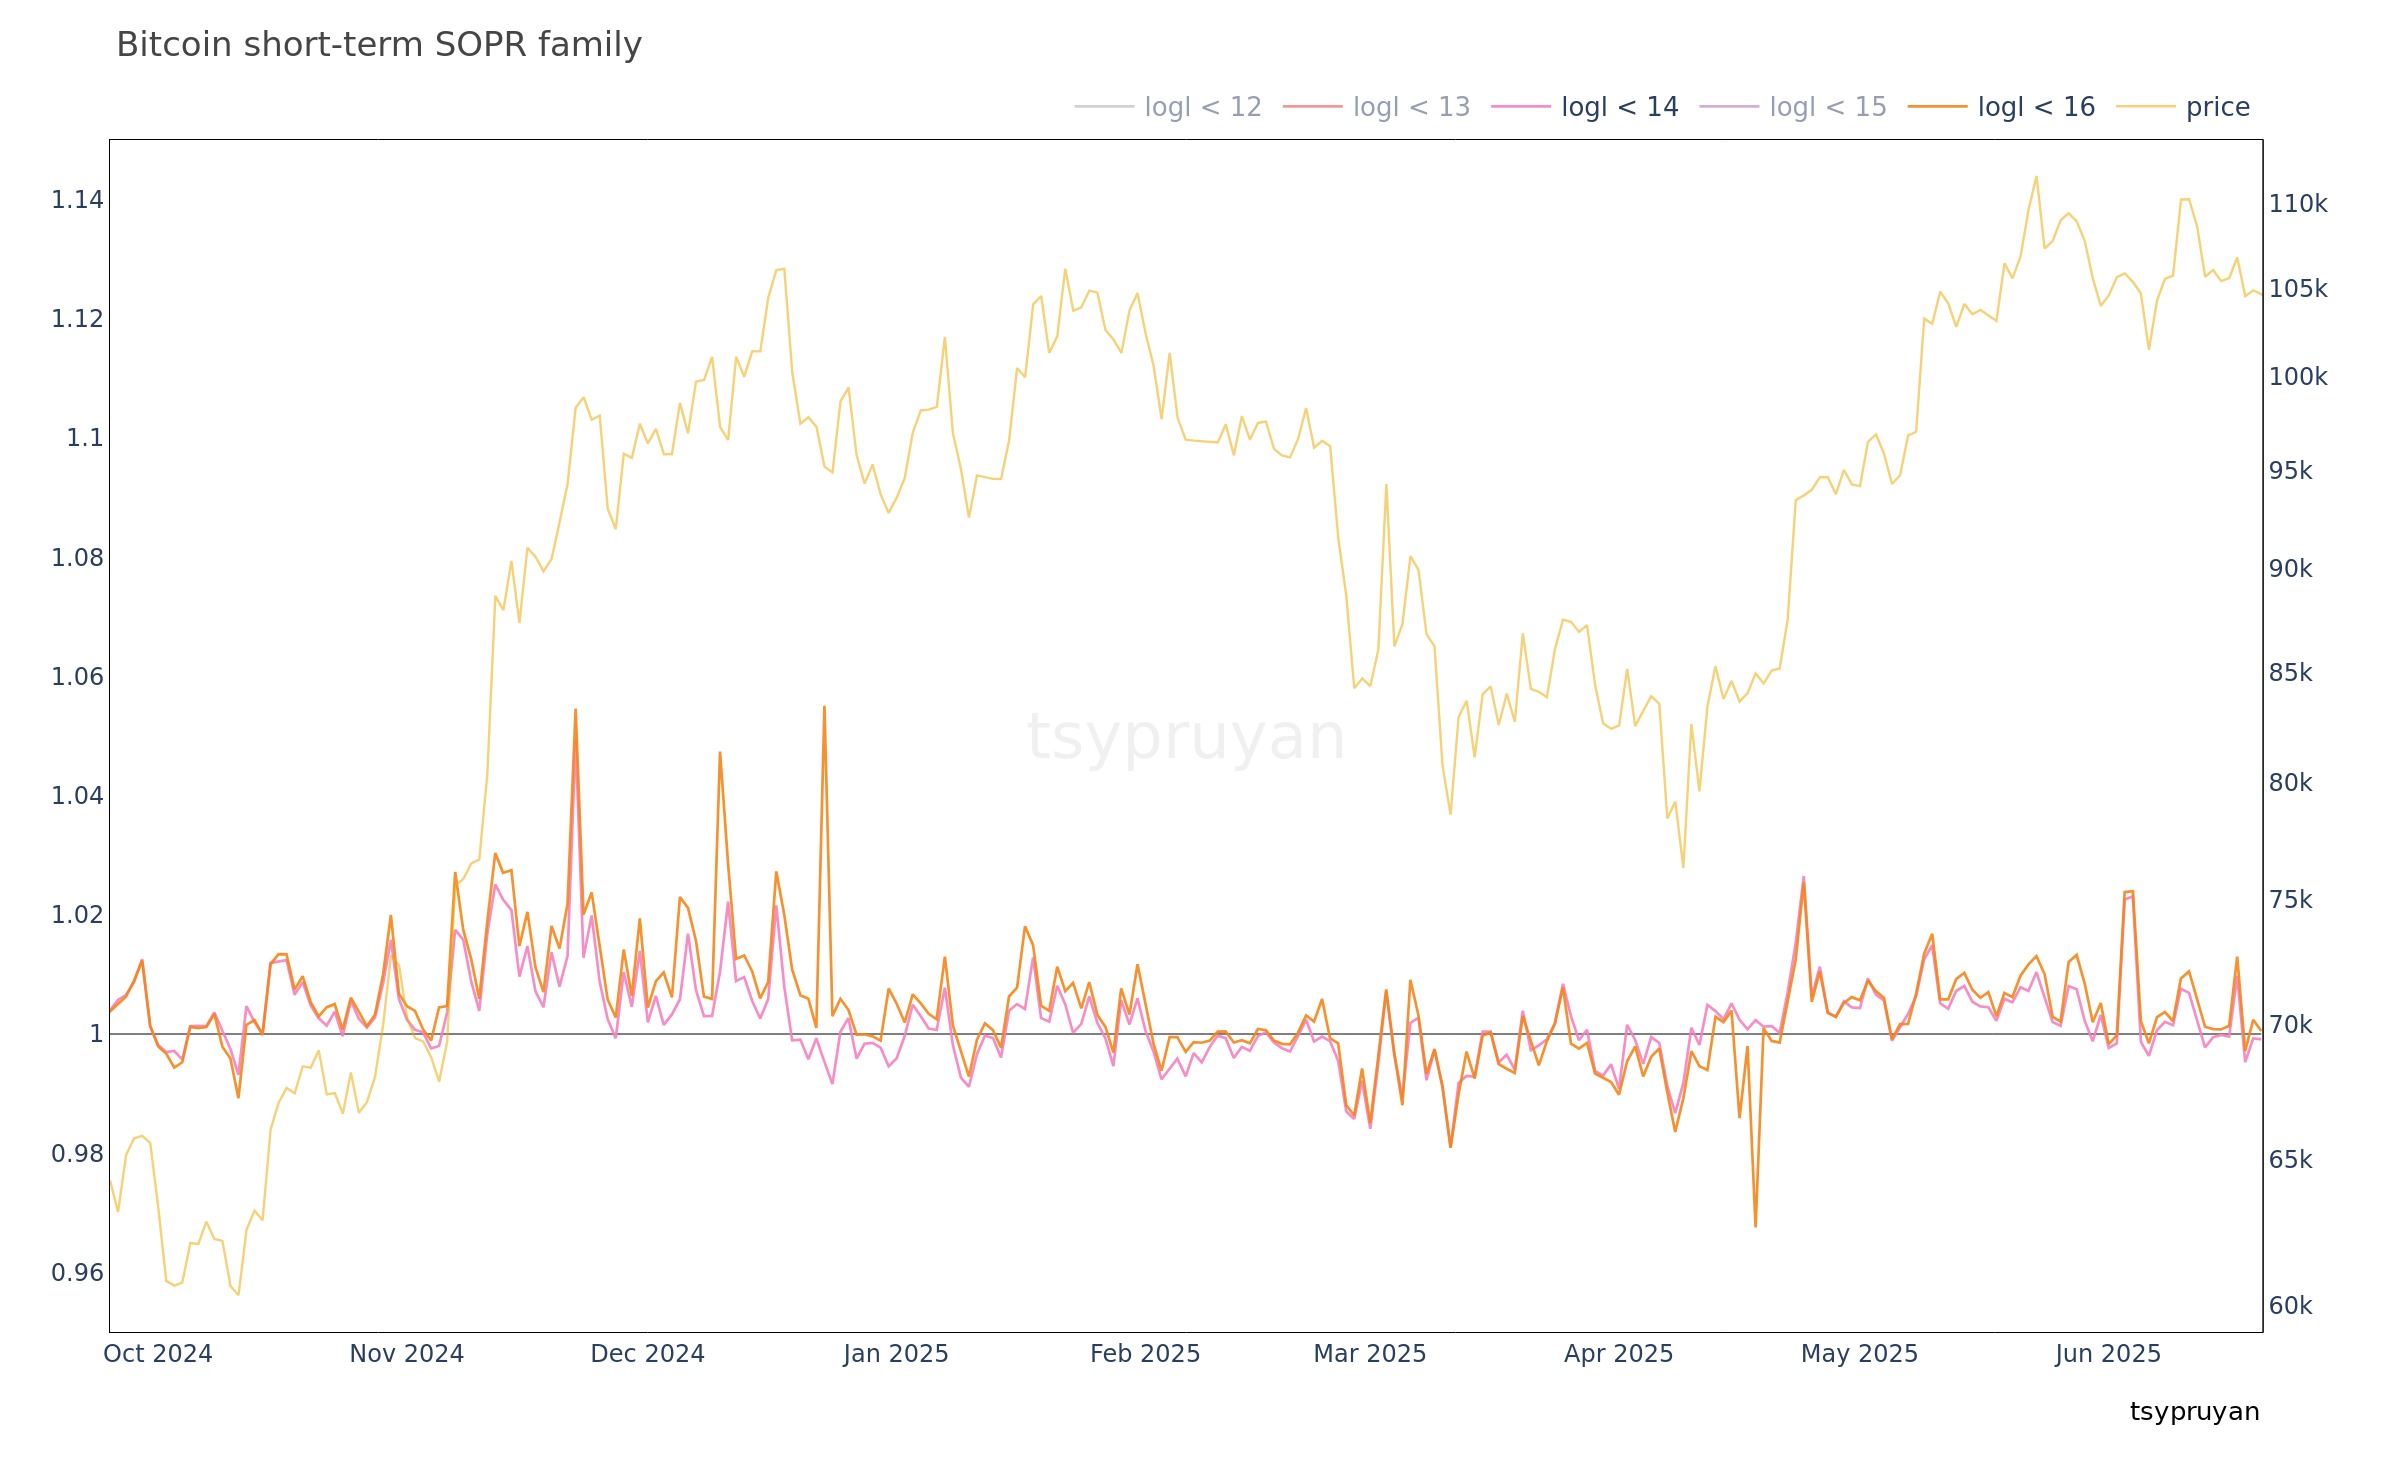 Bitcoin short-term SOPR family
logl < 12 logl < 13 logl < 14 logl < 15 logl < 16 price
1.14
1.12
1.1
1.08
1.06
1.04
1.02
1
0.98
0.96
110k
105k
100k
95k
90k
85k
80k
75k
70k
65k
60k
tsypruyan
Oct 2024 Nov 2024 Dec 2024 Jan 2025 Feb 2025 Mar 2025 Apr 2025 May 2025 Jun 2025
tsypruyan